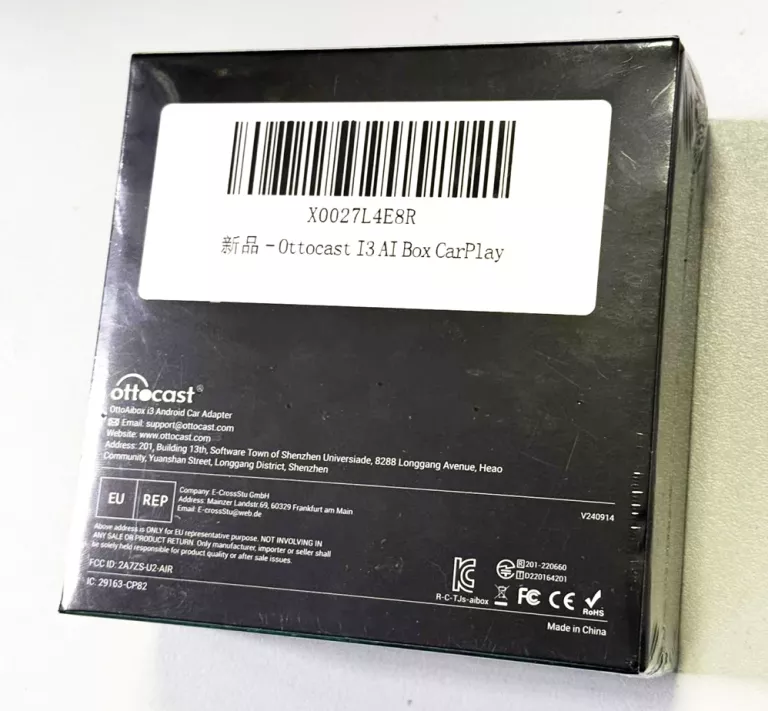 X0027L4E8R
新品 - Ottocast I3 AI Box CarPlay
ottocast®
OttoAibox i3 Android Car Adapter
Email: support@ottocast.com
Website: www.ottocast.com
Address: 201, Building 13th, Software Town of Shenzhen Universiade, 8288 Longgang Avenue, Heao
Community, Yuanshan Street, Longgang District, Shenzhen
EU REP
Company: E-CrossStu GmbH
Address: Mainzer Landstr.69, 60329 Frankfurt am Main
Email: E-crossStu@web.de
V240914
Above address is ONLY for EU representative purpose. NOT INVOLVING IN
ANY SALE OR PRODUCT RETURN. Only manufacturer, importer or seller shall
be solely held responsible for product quality or after sale issues.
FCC ID: 2A7ZS-U2-AIR
IC: 29163-CP82
R-C-TJs-aibox
R 201-220660
T D220164201
FC CE RoHS
Made in China